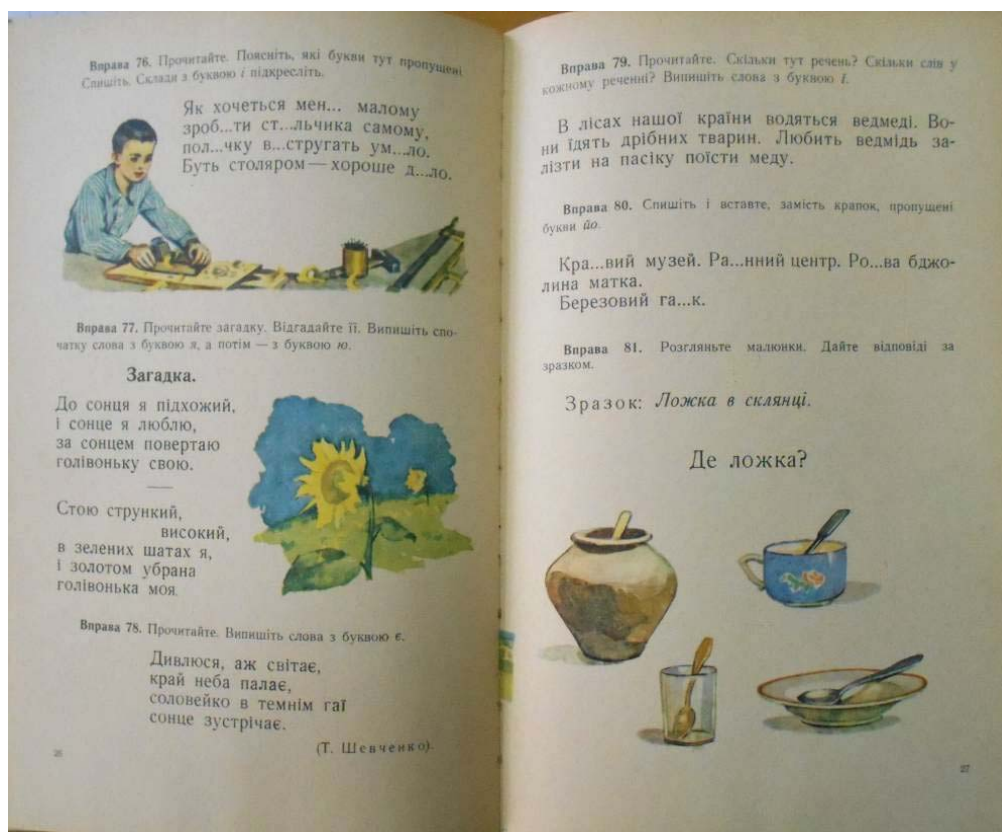 Вправа 76. Прочитайте. Поясніть, які букви тут пропущені
Спишіть. Склади з буквою і підкресліть.
Як хочеться мен... малому
зроб...ти ст...льчика самому,
пол...чку в...стругать ум...ло.
Буть столяром — хороше д...ло.
Вправа 77. Прочитайте загадку. Відгадайте її. Випишіть спо-
чатку слова з буквою я, а потім — з буквою ю.
Загадка.
До сонця я підхожий,
і сонце я люблю,
за сонцем повертаю
голівоньку свою.
Стою стрункий,
високий,
в зелених шатах я,
і золотом убрана
голівонька моя.
Вправа 78. Прочитайте. Випишіть слова з буквою є.
Дивлюся, аж світає,
край неба палає,
соловейко в темнім гаї
сонце зустрічає.
(Т. Шевченко).
26
Вправа 79. Прочитайте. Скільки тут речень? Скільки слів у
кожному реченні? Випишіть слова з буквою ї.
В лісах нашої країни водяться ведмеді. Во-
ни їдять дрібних тварин. Любить ведмідь за-
лізти на пасіку поїсти меду.
Вправа 80. Спишіть і вставте, замість крапок, пропущені
букви йо.
Кра...вий музей. Ра...нний центр. Ро...ва бджо-
лина матка.
Березовий га...к.
Вправа 81. Розгляньте малюнки. Дайте відповіді за
зразком.
Зразок: Ложка в склянці.
Де ложка?
27